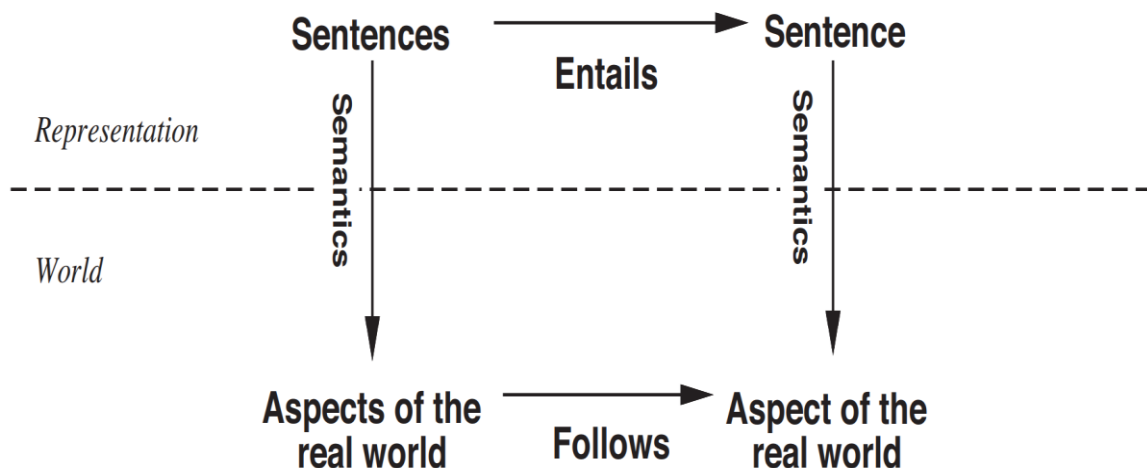 Sentences
Sentence
Entails
Semantics
Semantics
Representation
World
Aspects of the
real world
Follows
Aspect of the
real world